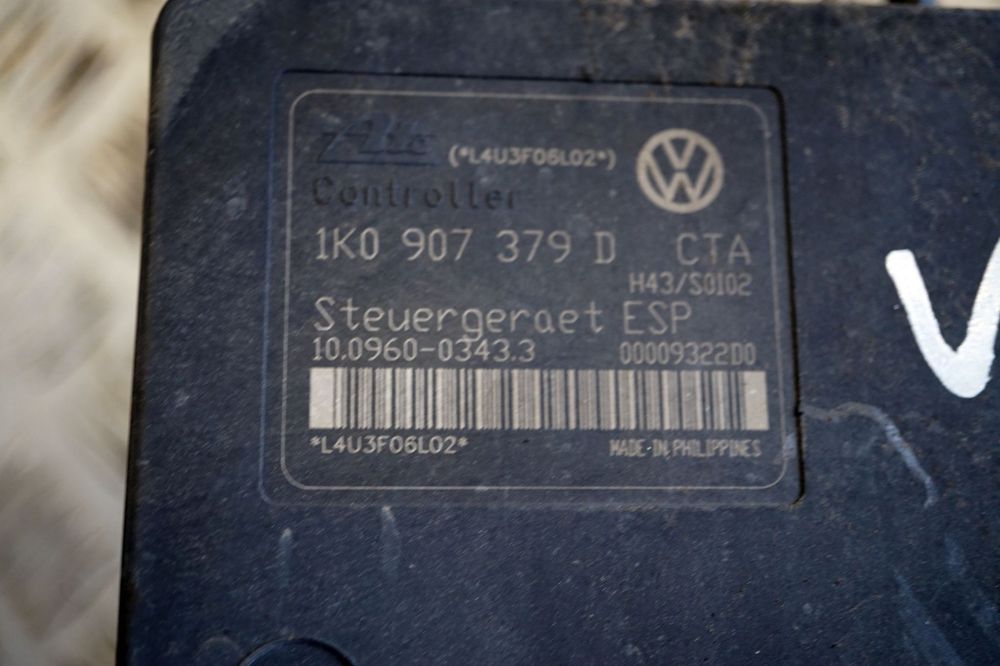 Ate (*L4U3F06L02*)
Controller
1K0 907 379 D CTA
H43/S0102
Steuergeraet ESP
10.0960-0343.3 00009322D0
*L4U3F06L02* MADE IN PHILIPPINES
V